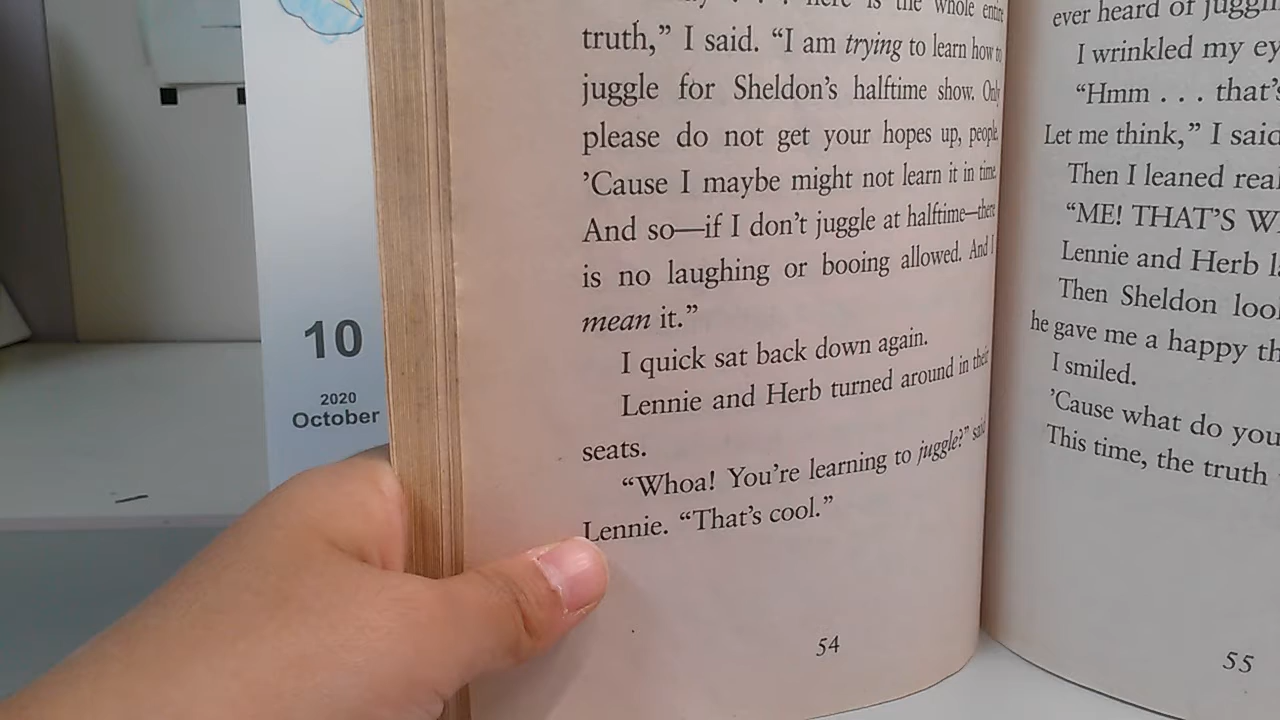 10
2020
October
here is the whole entire
truth,” I said. “I am trying to learn how to
juggle for Sheldon’s halftime show. Only
please do not get your hopes up, people.
’Cause I maybe might not learn it in time.
And so—if I don’t juggle at halftime—there
is no laughing or booing allowed. And I
mean it.”
I quick sat back down again.
Lennie and Herb turned around in their
seats.
“Whoa! You’re learning to juggle?” said
Lennie. “That’s cool.”
54
ever heard of
I wrinkled my
“Hmm . . . that’s
Let me think,” I said
Then I leaned
“ME! THAT’S
Lennie and Herb
Then Sheldon
he gave me a happy
I smiled.
’Cause what do you
This time, the truth
55